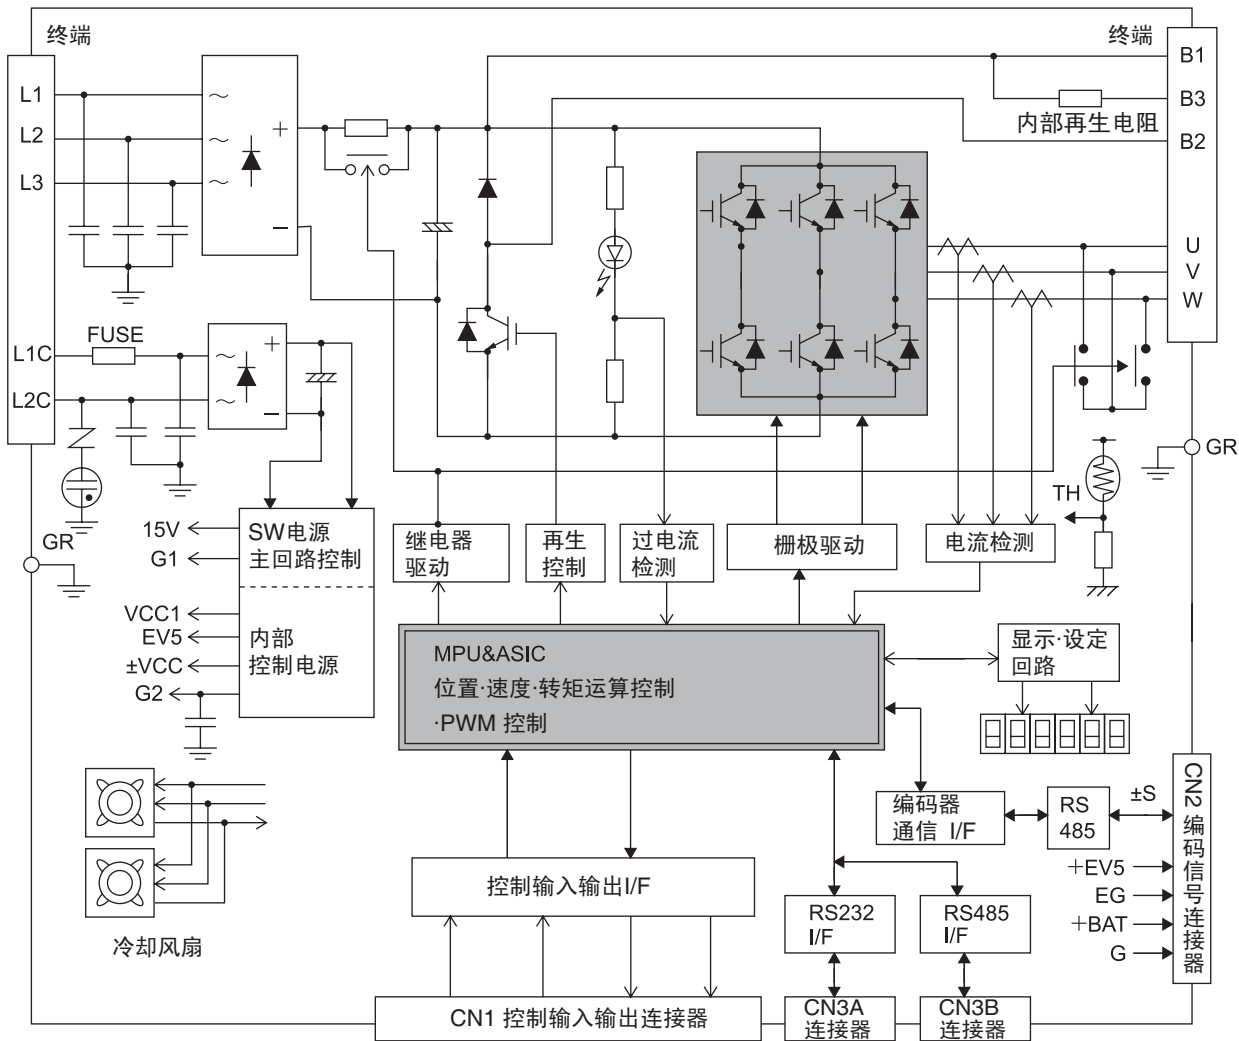 终端
终端
L1
L2
L3
B1
B3
内部再生电阻
B2
U
V
W
FUSE
L1C
L2C
GR
TH
GR
15V
G1
SW电源
主回路控制
VCC1
EV5
±VCC
G2
内部
控制电源
继电器
驱动
再生
控制
过电流
检测
栅极驱动
电流检测
MPU&ASIC
位置·速度·转矩运算控制
·PWM 控制
显示·设定
回路
编码器
通信 I/F
RS
485
±S
+EV5
EG
+BAT
G
CN2 编码信号连接器
控制输入输出I/F
RS232
I/F
RS485
I/F
冷却风扇
CN1 控制输入输出连接器
CN3A
连接器
CN3B
连接器